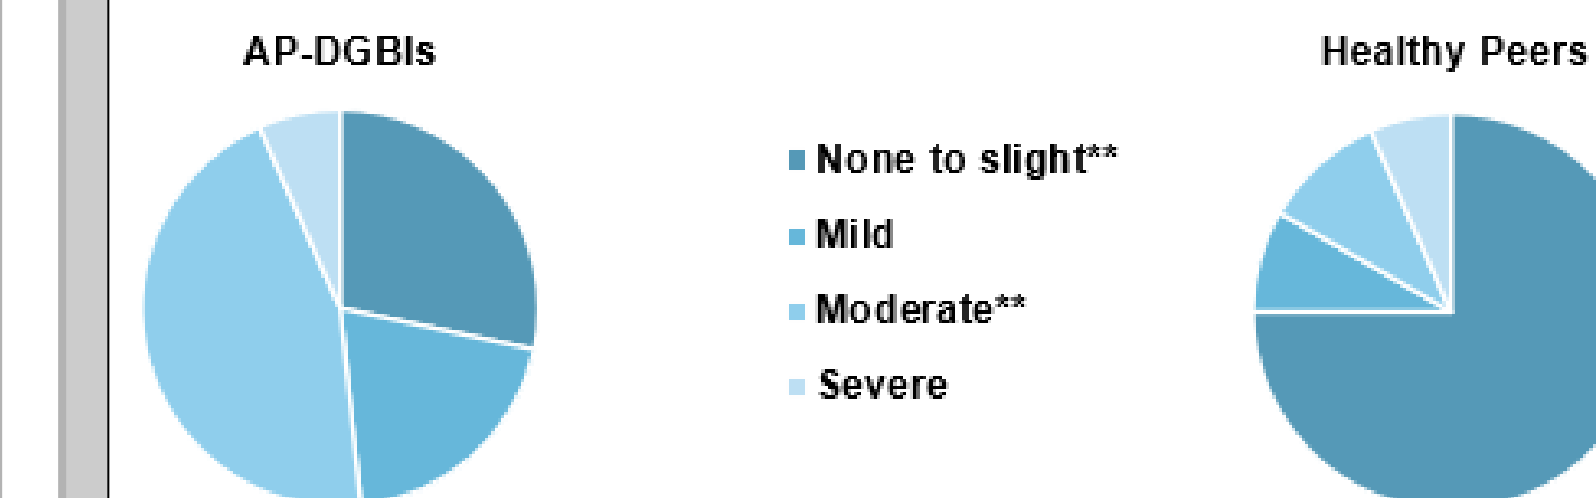 AP-DGBIs
Healthy Peers
None to slight**
Mild
Moderate**
Severe